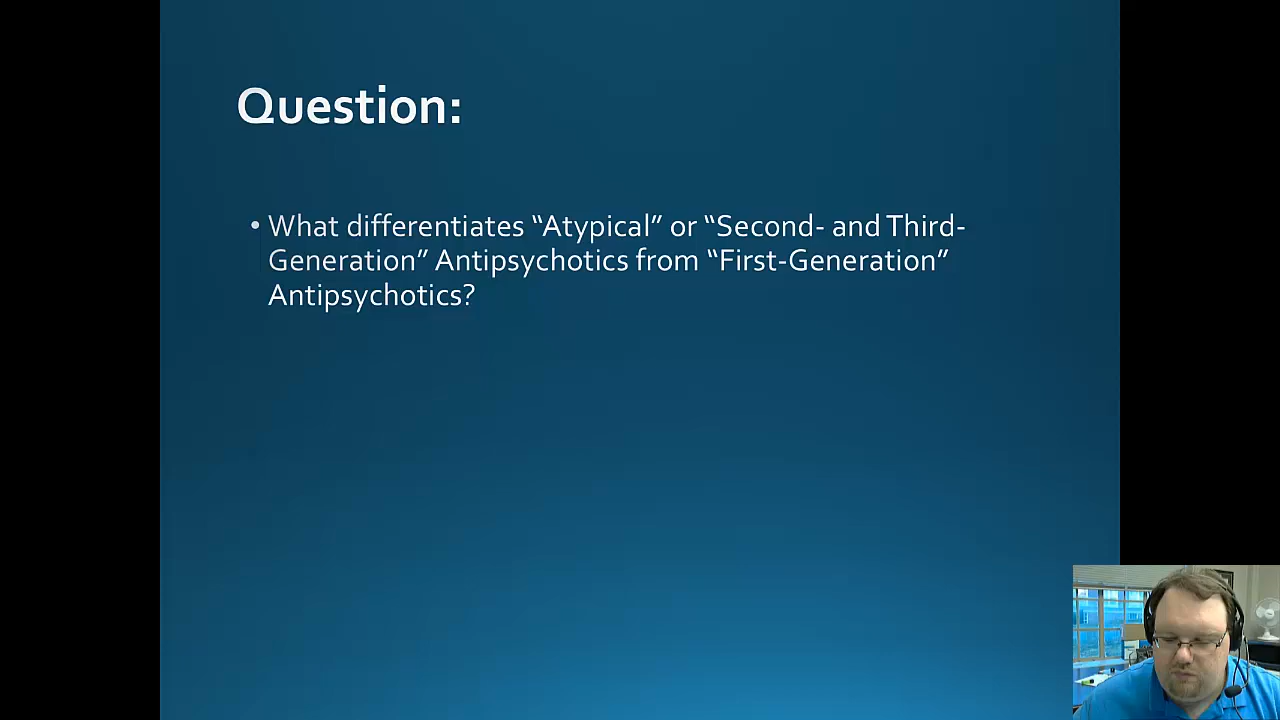 Question:
• What differentiates “Atypical” or “Second- and Third-
Generation” Antipsychotics from “First-Generation”
Antipsychotics?